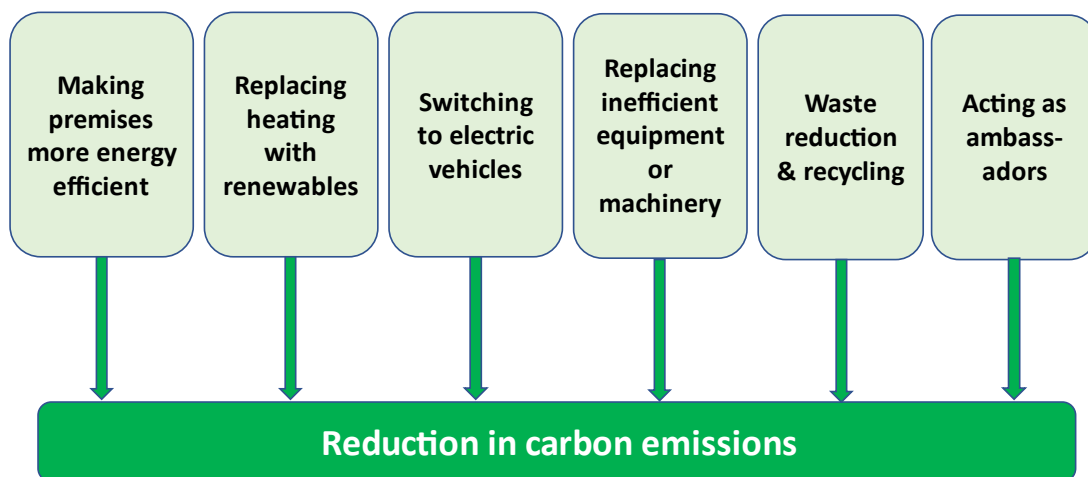 Making
premises
more energy
efficient
Replacing
heating
with
renewables
Switching
to electric
vehicles
Replacing
inefficient
equipment
or
machinery
Waste
reduction
& recycling
Acting as
ambass-
adors
Reduction in carbon emissions